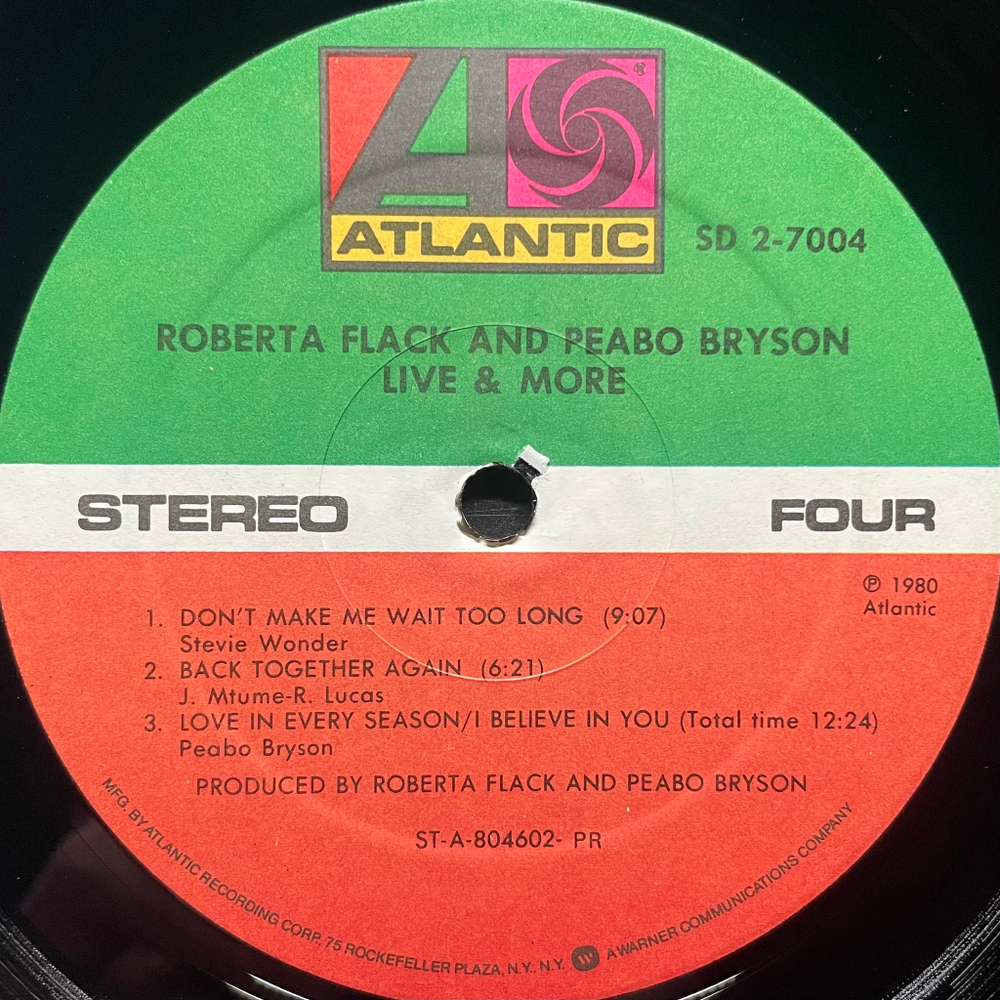 ATLANTIC
SD 2-7004
ROBERTA FLACK AND PEABO BRYSON
LIVE & MORE
STEREO
FOUR
℗ 1980
Atlantic
1. DON'T MAKE ME WAIT TOO LONG (9:07)
Stevie Wonder
2. BACK TOGETHER AGAIN (6:21)
J. Mtume-R. Lucas
3. LOVE IN EVERY SEASON/I BELIEVE IN YOU (Total time 12:24)
Peabo Bryson
PRODUCED BY ROBERTA FLACK AND PEABO BRYSON
ST-A-804602- PR
MFG. BY ATLANTIC RECORDING CORP. 75 ROCKEFELLER PLAZA, N.Y., N.Y. W A WARNER COMMUNICATIONS COMPANY